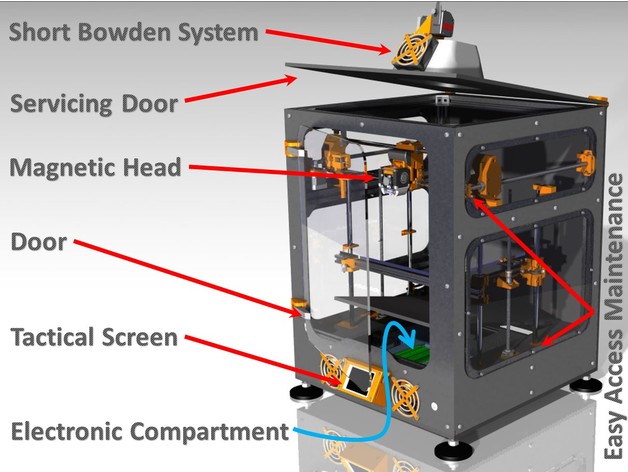 Short Bowden System
Servicing Door
Magnetic Head
Door
Tactical Screen
Electronic Compartment
Easy Access Maintenance